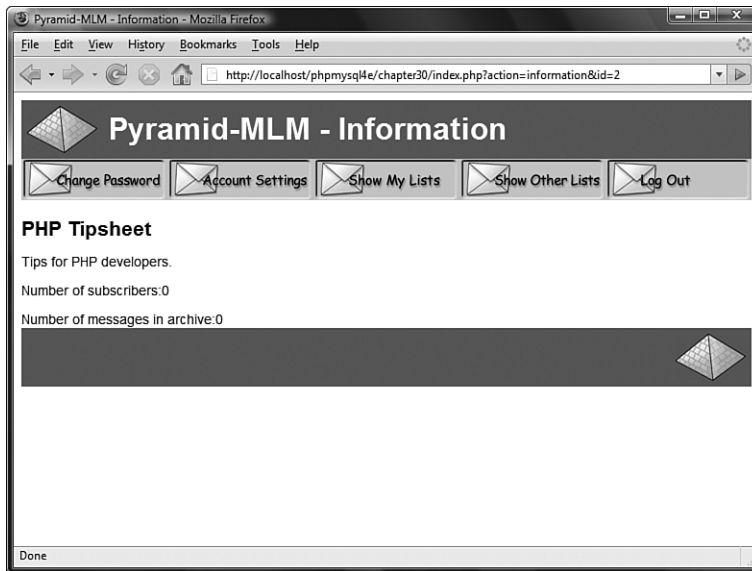 Pyramid-MLM - Information - Mozilla Firefox
File Edit View History Bookmarks Tools Help
http://localhost/phpmysql4e/chapter30/index.php?action=information&id=2
Pyramid-MLM - Information
Change Password Account Settings Show My Lists Show Other Lists Log Out
PHP Tipsheet
Tips for PHP developers.
Number of subscribers:0
Number of messages in archive:0
Done